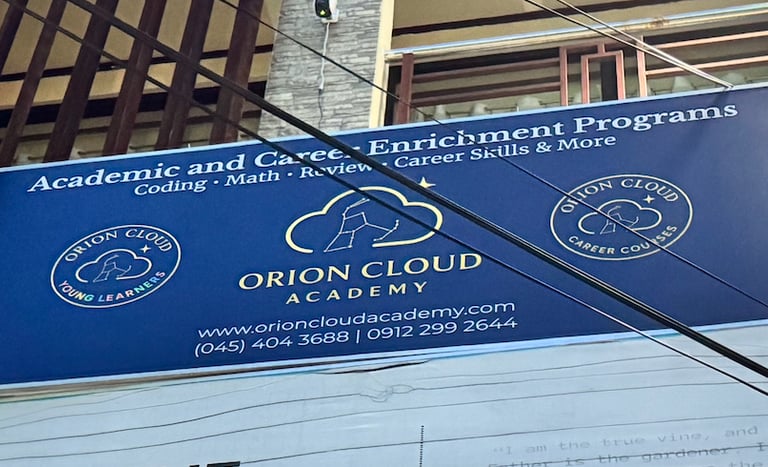 Academic and Career Enrichment Programs
Coding · Math · Review · Career Skills & More
ORION CLOUD
YOUNG LEARNERS
ORION CLOUD
ACADEMY
ORION CLOUD
CAREER COURSES
www.orioncloudacademy.com
(045) 404 3688 | 0912 299 2644
"I am the true vine, and
Father is the gardener. I
the